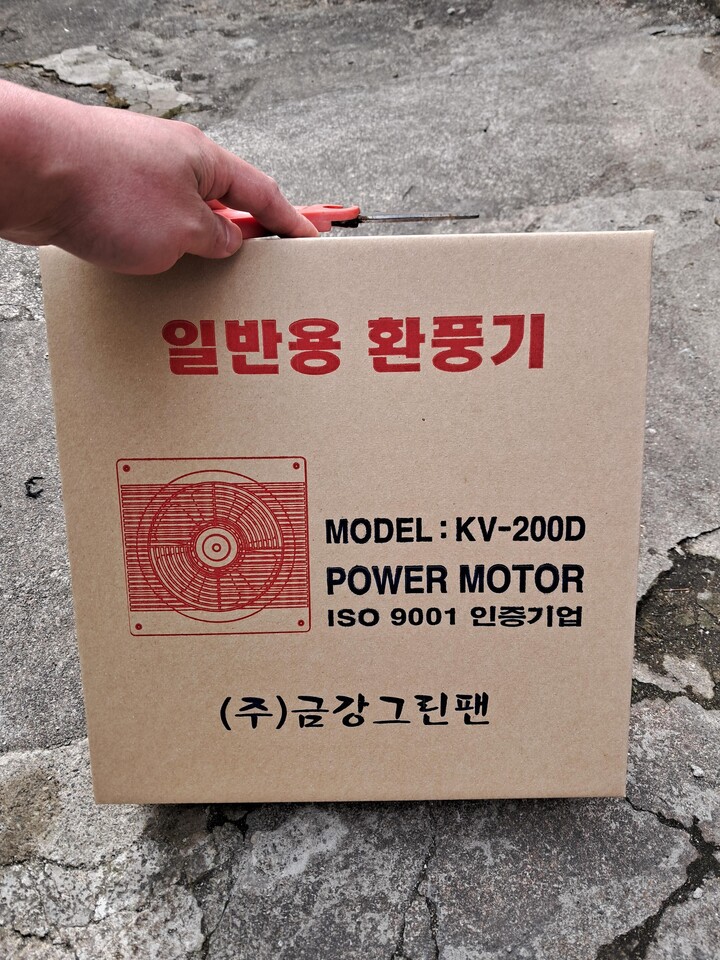 일반용 환풍기
MODEL : KV-200D
POWER MOTOR
ISO 9001 인증기업
(주)금강그린팬